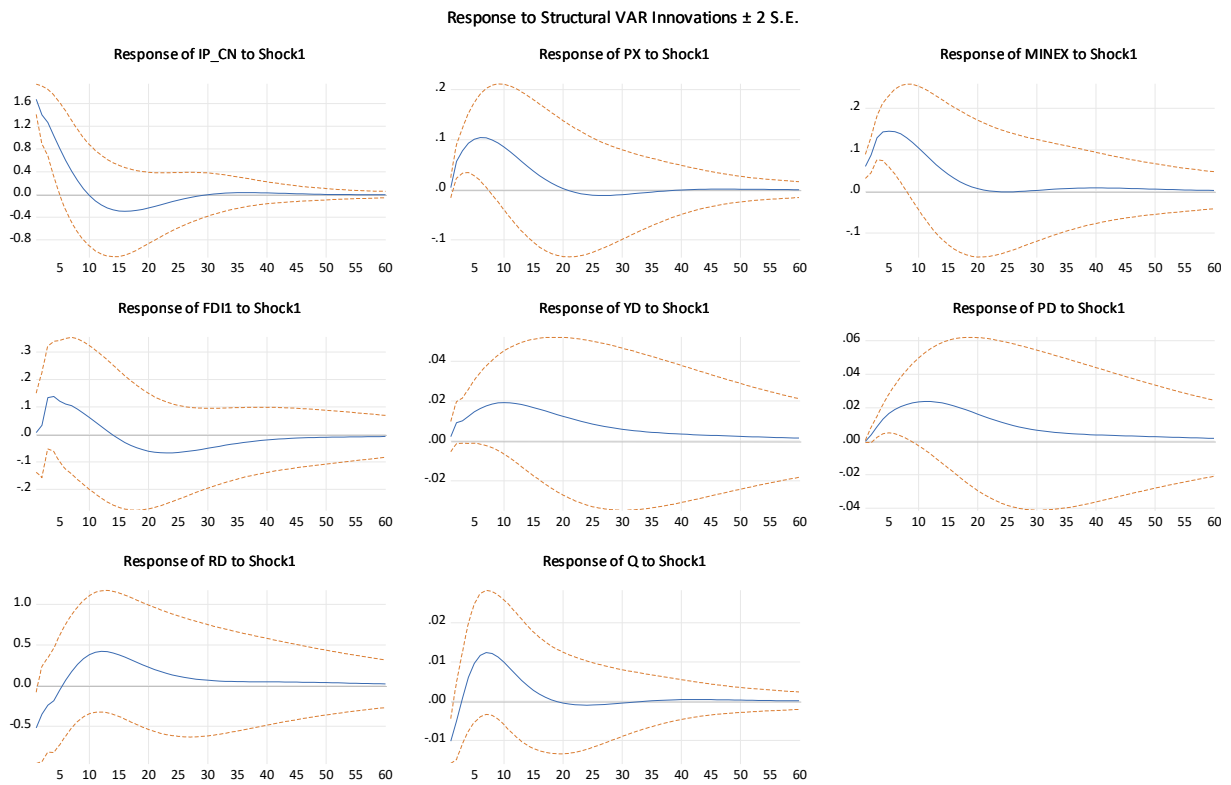 Response to Structural VAR Innovations ± 2 S.E.
Response of IP_CN to Shock1
1.6
1.2
0.8
0.4
0.0
-0.4
-0.8
5 10 15 20 25 30 35 40 45 50 55 60
Response of PX to Shock1
.2
.1
.0
-.1
5 10 15 20 25 30 35 40 45 50 55 60
Response of MINEX to Shock1
.2
.1
.0
-.1
5 10 15 20 25 30 35 40 45 50 55 60
Response of FDI1 to Shock1
.3
.2
.1
.0
-.1
-.2
5 10 15 20 25 30 35 40 45 50 55 60
Response of YD to Shock1
.04
.02
.00
-.02
5 10 15 20 25 30 35 40 45 50 55 60
Response of PD to Shock1
.06
.04
.02
.00
-.02
-.04
5 10 15 20 25 30 35 40 45 50 55 60
Response of RD to Shock1
1.0
0.5
0.0
-0.5
5 10 15 20 25 30 35 40 45 50 55 60
Response of Q to Shock1
.02
.01
.00
-.01
5 10 15 20 25 30 35 40 45 50 55 60